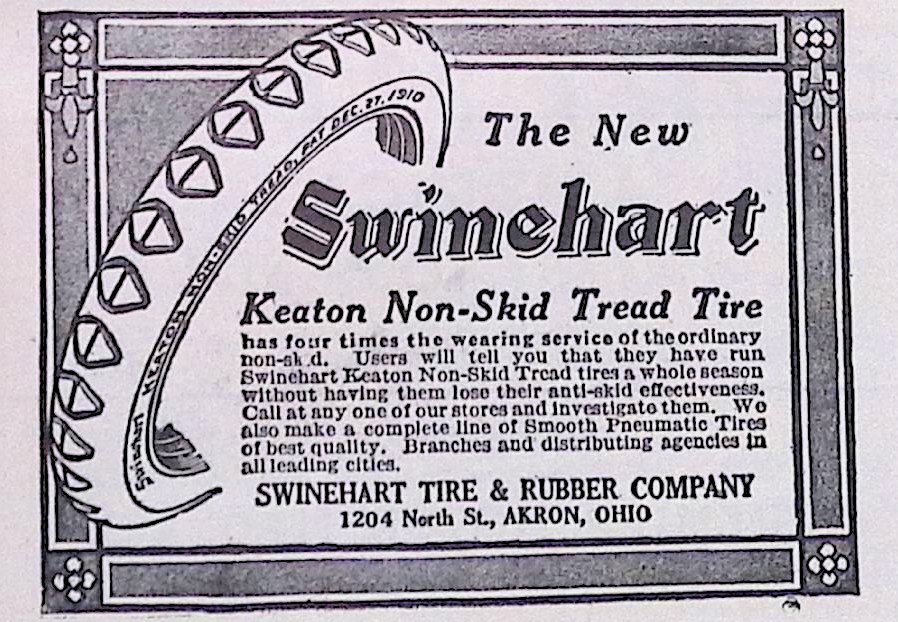 The New
Swinehart
Keaton Non-Skid Tread Tire
has four times the wearing service of the ordinary
non-sk d. Users will tell you that they have run
Swinehart Keaton Non-Skid Tread tires a whole season
without having them lose their anti-skid effectiveness.
Call at any one of our stores and investigate them. We
also make a complete line of Smooth Pneumatic Tires
of best quality. Branches and distributing agencies in
all leading cities.
SWINEHART TIRE & RUBBER COMPANY
1204 North St., AKRON, OHIO
Swinehart KEATON NON-SKID TREAD, PAT DEC. 27, 1910